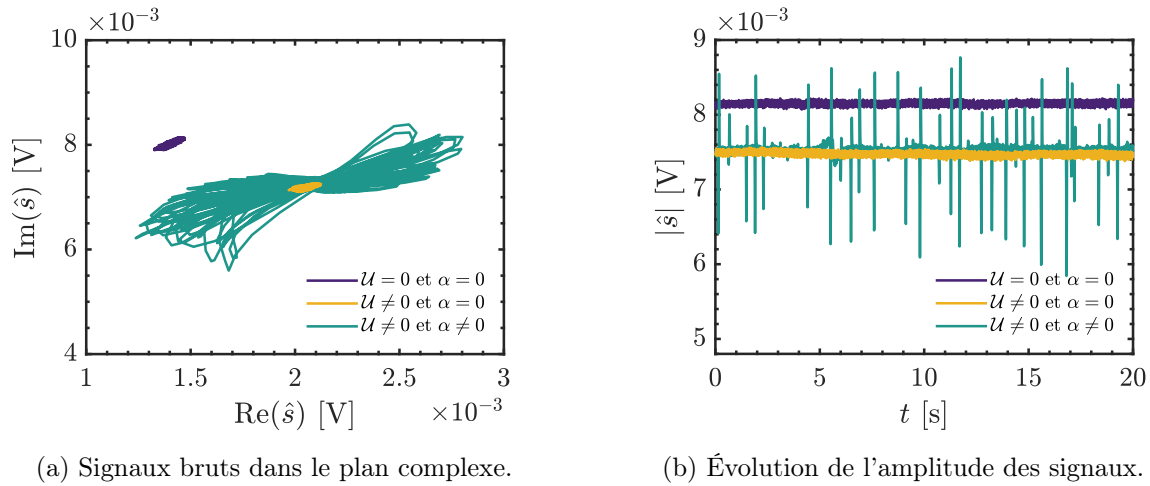 ×10⁻³
10
8
6
4
Im(ŝ) [V]
1
1.5
2
2.5
3
Re(ŝ) [V]
×10⁻³
𝒰 = 0 et α = 0
𝒰 ≠ 0 et α = 0
𝒰 ≠ 0 et α ≠ 0
(a) Signaux bruts dans le plan complexe.
×10⁻³
9
8
7
6
5
|ŝ| [V]
0
5
10
15
20
t [s]
𝒰 = 0 et α = 0
𝒰 ≠ 0 et α = 0
𝒰 ≠ 0 et α ≠ 0
(b) Évolution de l'amplitude des signaux.